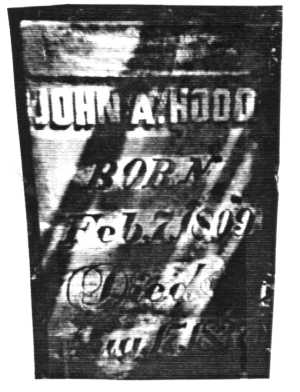 JOHN A. HOOD
BORN
Feb. 7, 1809
Died